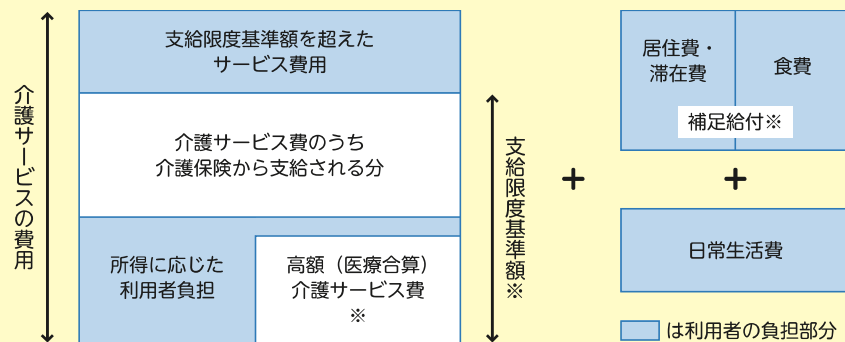 介護サービスの費用
支給限度基準額を超えた
サービス費用
介護サービス費のうち
介護保険から支給される分
所得に応じた
利用者負担
高額（医療合算）
介護サービス費
※
支給限度基準額※
+
居住費・
滞在費
食費
補足給付※
+
日常生活費
は利用者の負担部分